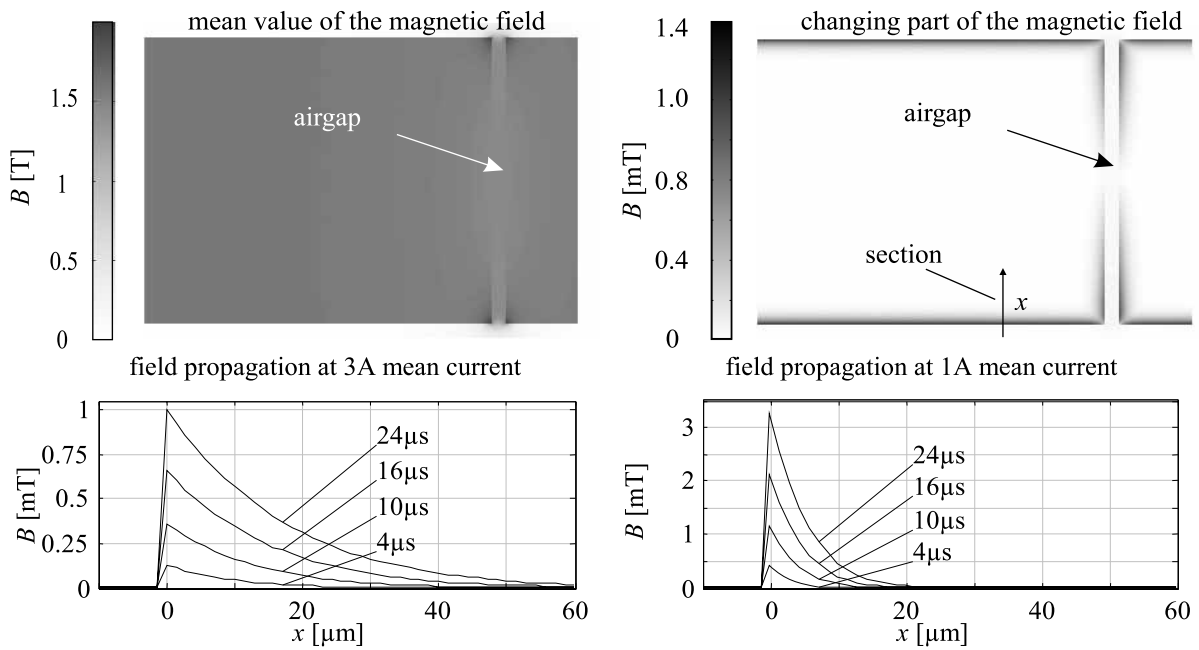 mean value of the magnetic field
1.5
1
0.5
0
B [T]
airgap
changing part of the magnetic field
1.4
1.0
0.8
0.4
0
B [mT]
airgap
section
x
field propagation at 3A mean current
1
0.75
0.5
0.25
0
B [mT]
24µs
16µs
10µs
4µs
0 20 40 60
x [µm]
field propagation at 1A mean current
3
2
1
0
B [mT]
24µs
16µs
10µs
4µs
0 20 40 60
x [µm]